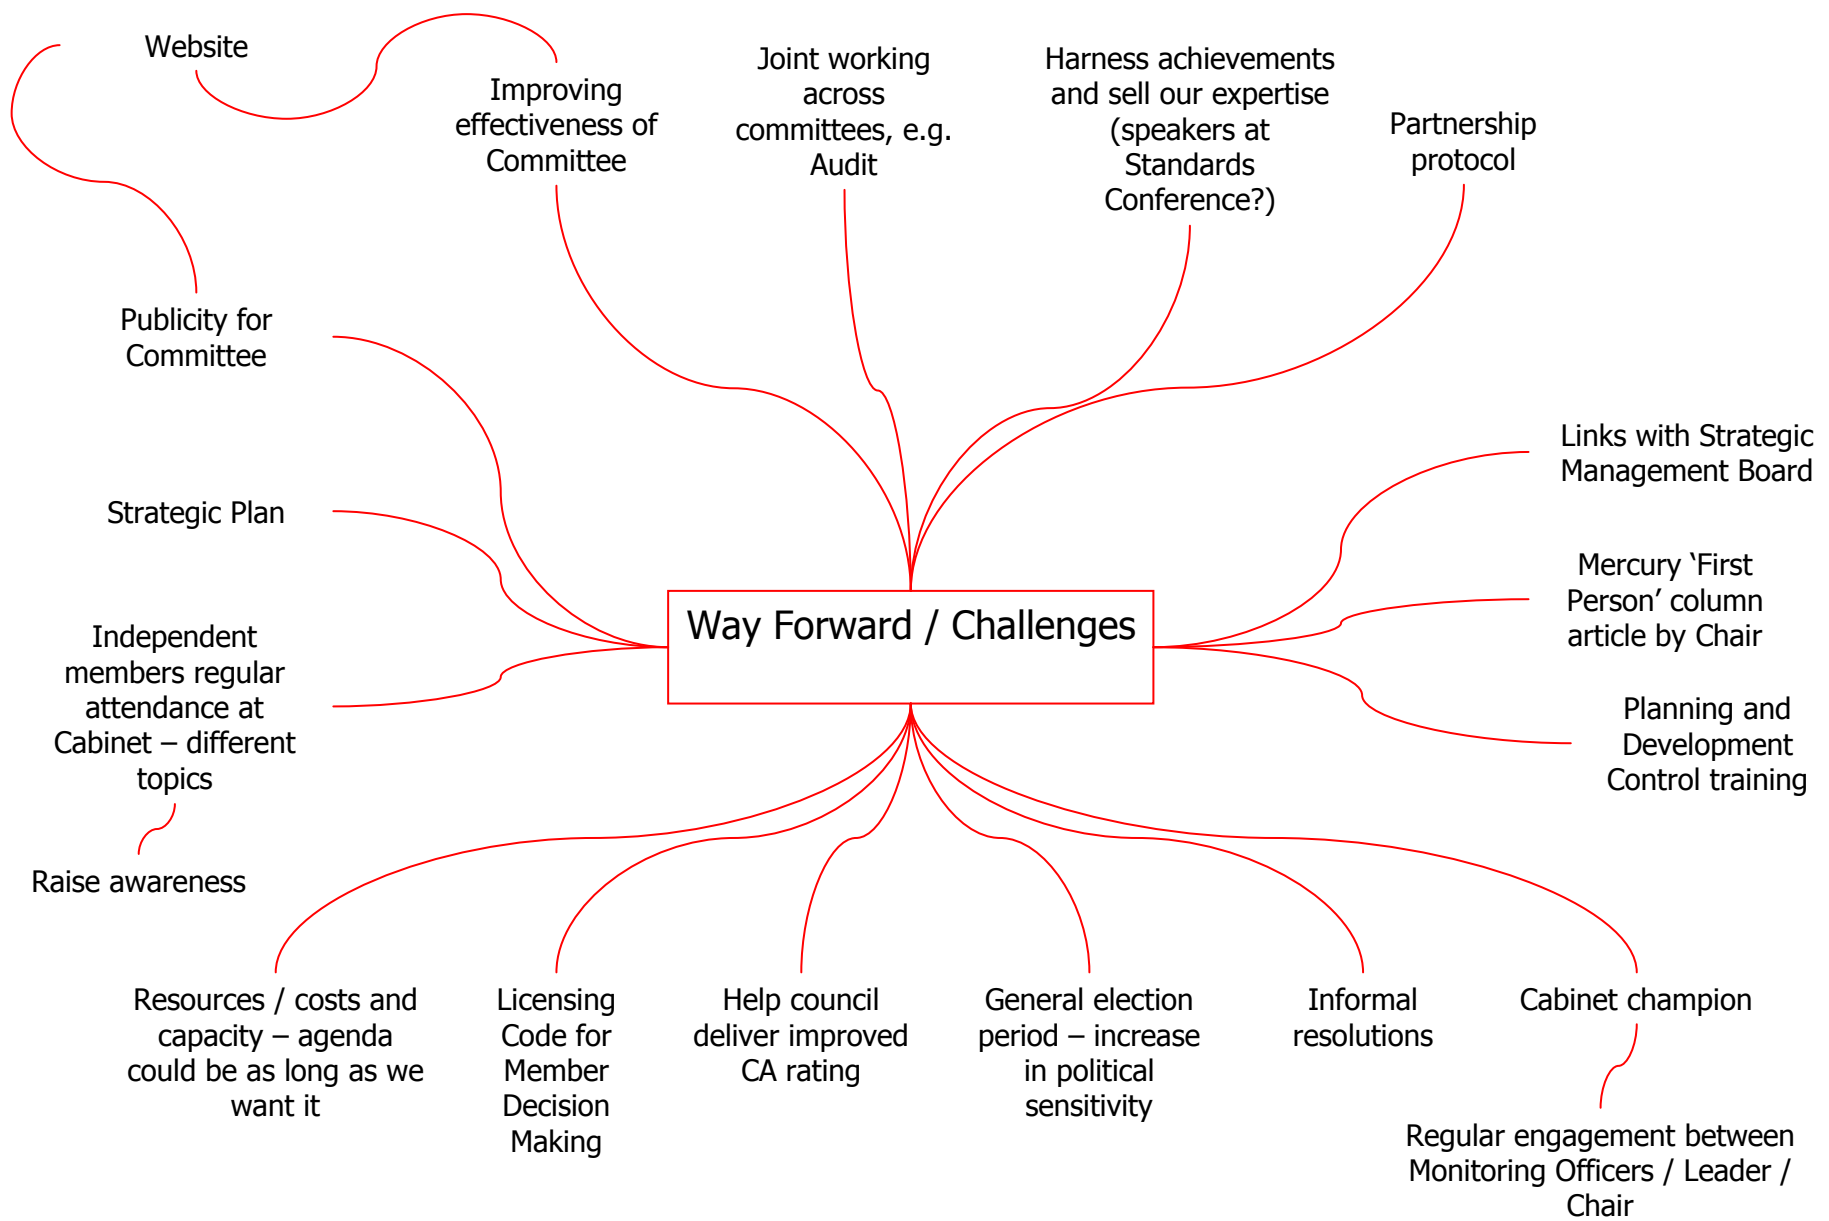 Website
Improving
effectiveness of
Committee
Joint working
across
committees, e.g.
Audit
Harness achievements
and sell our expertise
(speakers at
Standards
Conference?)
Partnership
protocol
Publicity for
Committee
Links with Strategic
Management Board
Strategic Plan
Mercury ‘First
Person’ column
article by Chair
Way Forward / Challenges
Independent
members regular
attendance at
Cabinet – different
topics
Planning and
Development
Control training
Raise awareness
Resources / costs and
capacity – agenda
could be as long as we
want it
Licensing
Code for
Member
Decision
Making
Help council
deliver improved
CA rating
General election
period – increase
in political
sensitivity
Informal
resolutions
Cabinet champion
Regular engagement between
Monitoring Officers / Leader /
Chair